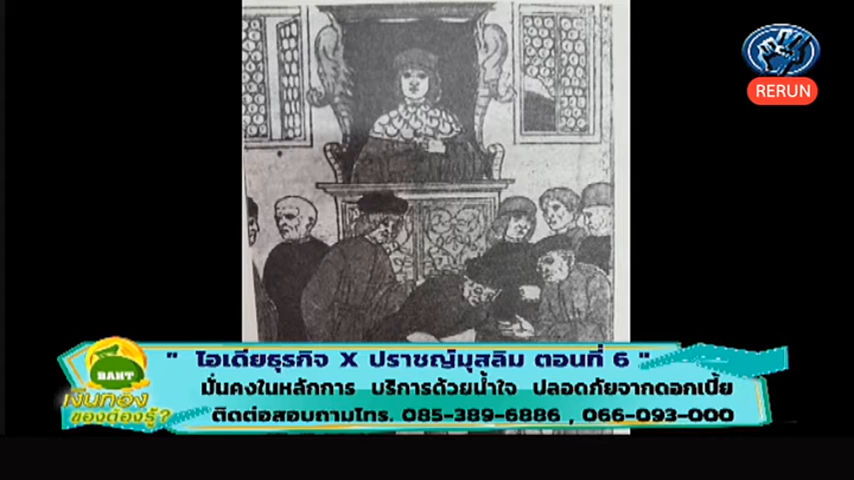 RERUN
" ไอเดียธุรกิจ X ปราชญ์มุสลิม ตอนที่ 6 "
BAHT
มั่นคงในหลักการ บริการด้วยน้ำใจ ปลอดภัยจากดอกเบี้ย
เงินทอง
ของต้องรู้?
ติดต่อสอบถามโทร. 085-389-6886 , 066-093-000